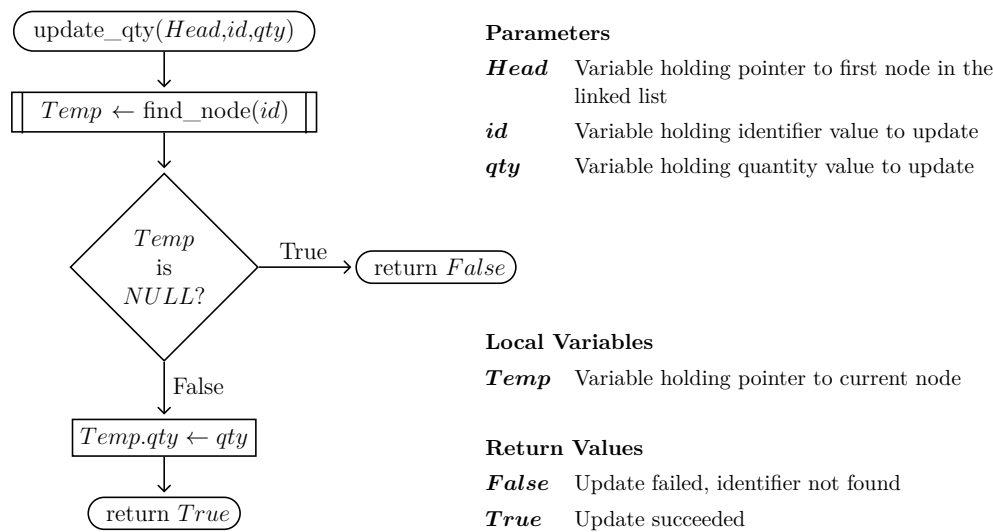 update_qty(Head,id,qty)
Temp ← find_node(id)
Temp
is
NULL?
True
return False
False
Temp.qty ← qty
return True
Parameters
Head Variable holding pointer to first node in the
linked list
id Variable holding identifier value to update
qty Variable holding quantity value to update
Local Variables
Temp Variable holding pointer to current node
Return Values
False Update failed, identifier not found
True Update succeeded